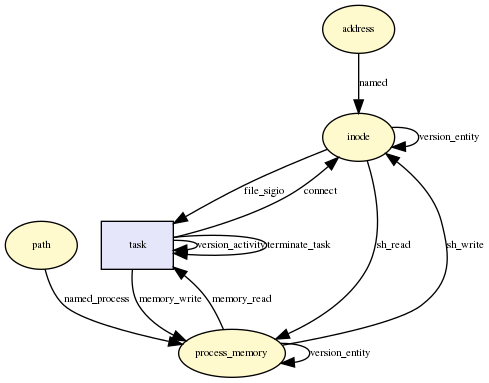 address
named
inode
version_entity
file_sigio
connect
path
task
version_activity
terminate_task
sh_read
sh_write
named_process
memory_write
memory_read
process_memory
version_entity